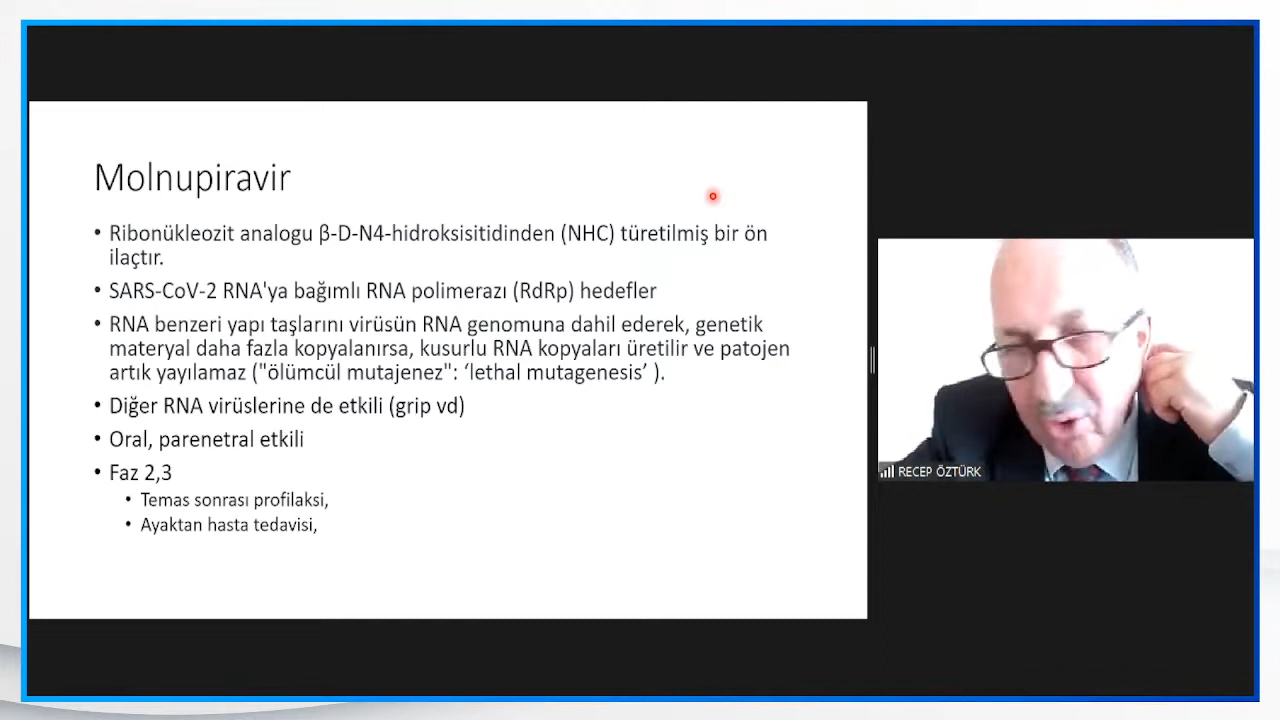 Molnupiravir
• Ribonükleozit analogu β-D-N4-hidroksisitidinden (NHC) türetilmiş bir ön
ilaçtır.
• SARS-CoV-2 RNA'ya bağımlı RNA polimerazı (RdRp) hedefler
• RNA benzeri yapı taşlarını virüsün RNA genomuna dahil ederek, genetik
materyal daha fazla kopyalanırsa, kusurlu RNA kopyaları üretilir ve patojen
artık yayılamaz ("ölümcül mutajenez": ‘lethal mutagenesis’ ).
• Diğer RNA virüslerine de etkili (grip vd)
• Oral, parenetral etkili
• Faz 2,3
• Temas sonrası profilaksi,
• Ayaktan hasta tedavisi,
RECEP ÖZTÜRK